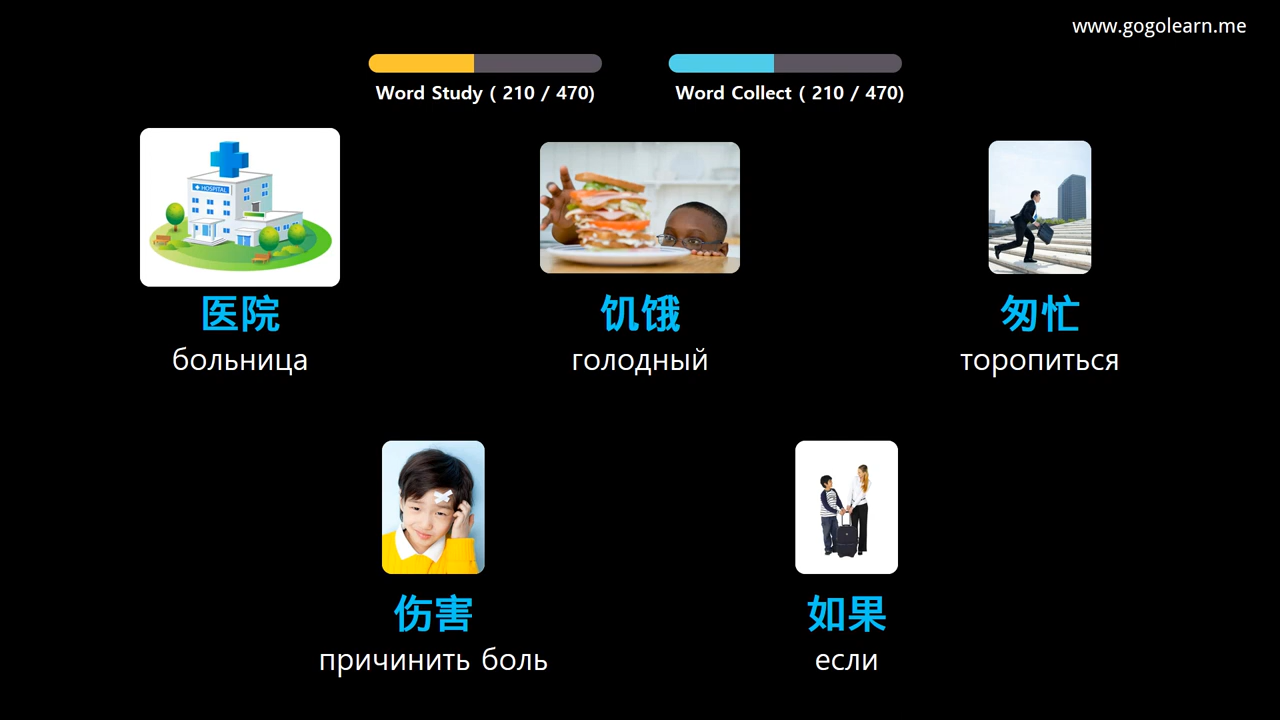 www.gogolearn.me
Word Study ( 210 / 470)
Word Collect ( 210 / 470)
HOSPITAL
医院
больница
饥饿
голодный
匆忙
торопиться
伤害
причинить боль
如果
если